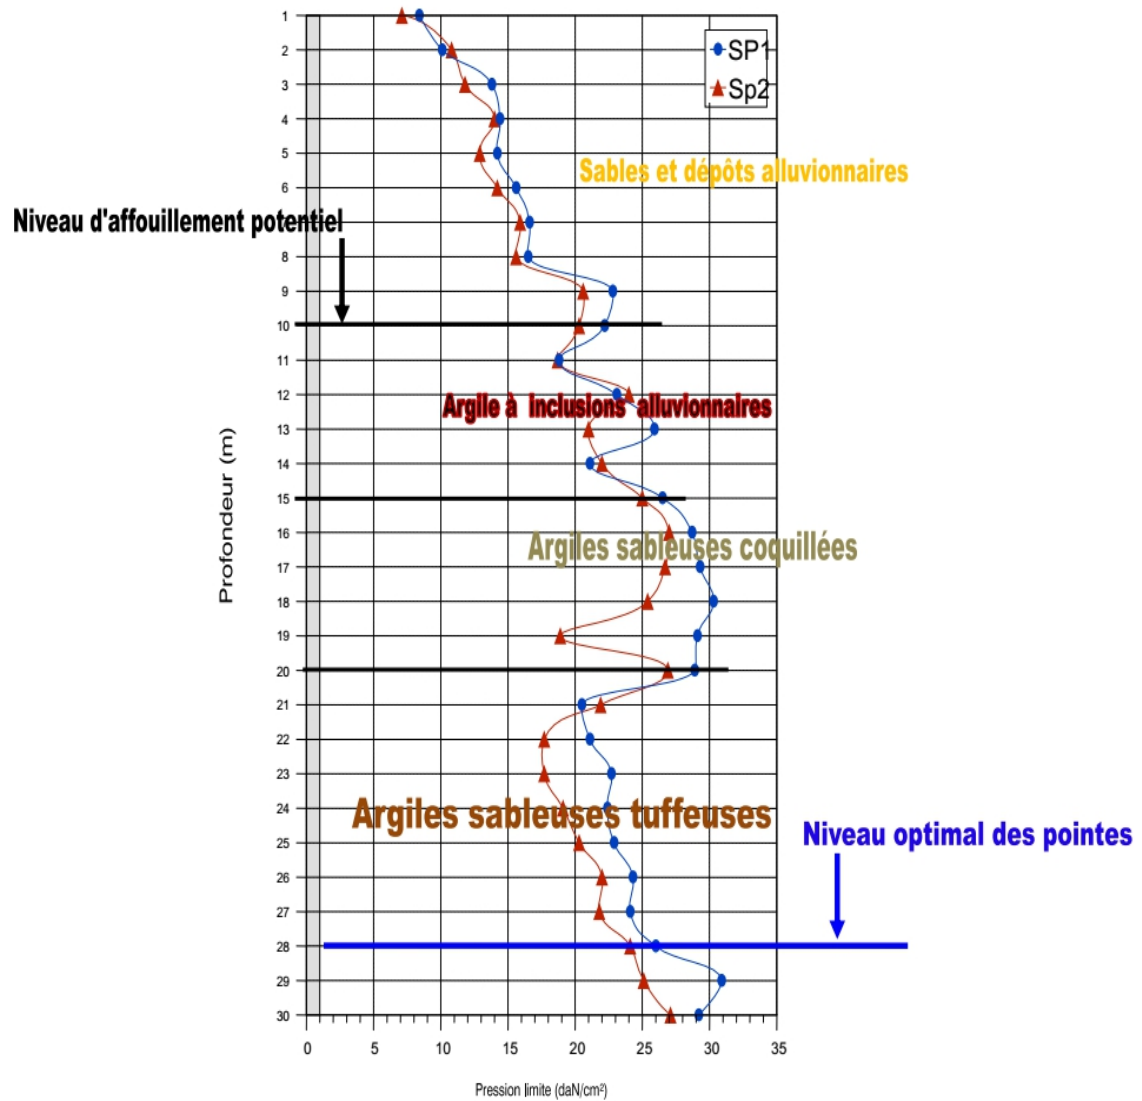 1
2
3
4
5
6
7
8
9
10
11
12
13
14
15
16
17
18
19
20
21
22
23
24
25
26
27
28
29
30
SP1
Sp2
Sables et dépôts alluvionnaires
Niveau d'affouillement potentiel
Argile à inclusions alluvionnaires
Profondeur (m)
Argiles sableuses coquillées
Argiles sableuses tuffeuses
Niveau optimal des pointes
0 5 10 15 20 25 30 35
Pression limite (daN/cm²)